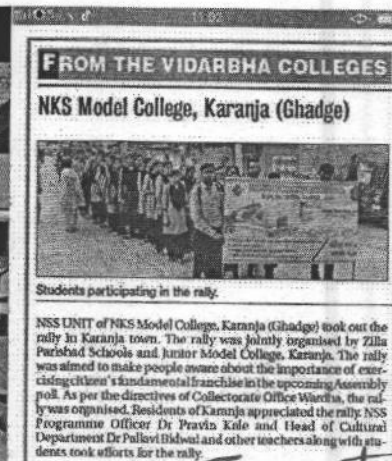 11:02
FROM THE VIDARBHA COLLEGES
NKS Model College, Karanja (Ghadge)
Students participating in the rally.
NSS UNIT of NKS Model College, Karanja (Ghadge) took out the
rally in Karanja town. The rally was jointly organised by Zilla
Parishad Schools and Junior Model College, Karanja. The rally
was aimed to make people aware about the importance of exer-
cising citizen's fundamental franchise in the upcoming Assembly
poll. As per the directives of Collectorate Office Wardha, the ral-
ly was organised. Residents of Karanja appreciated the rally. NSS
Programme Officer Dr Pravin Kale and Head of Cultural
Department Dr Pallavi Bidwai and other teachers along with stu-
dents took efforts for the rally.